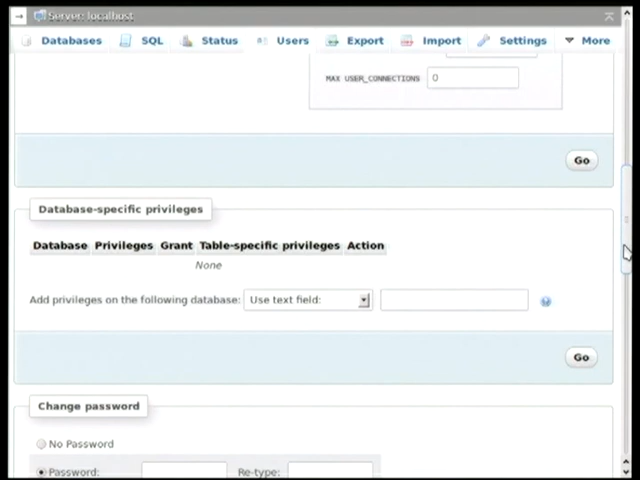 Server: localhost
Databases SQL Status Users Export Import Settings More
MAX USER_CONNECTIONS 0
Go
Database-specific privileges
Database Privileges Grant Table-specific privileges Action
None
Add privileges on the following database: Use text field:
Go
Change password
No Password
Password: Re-type: